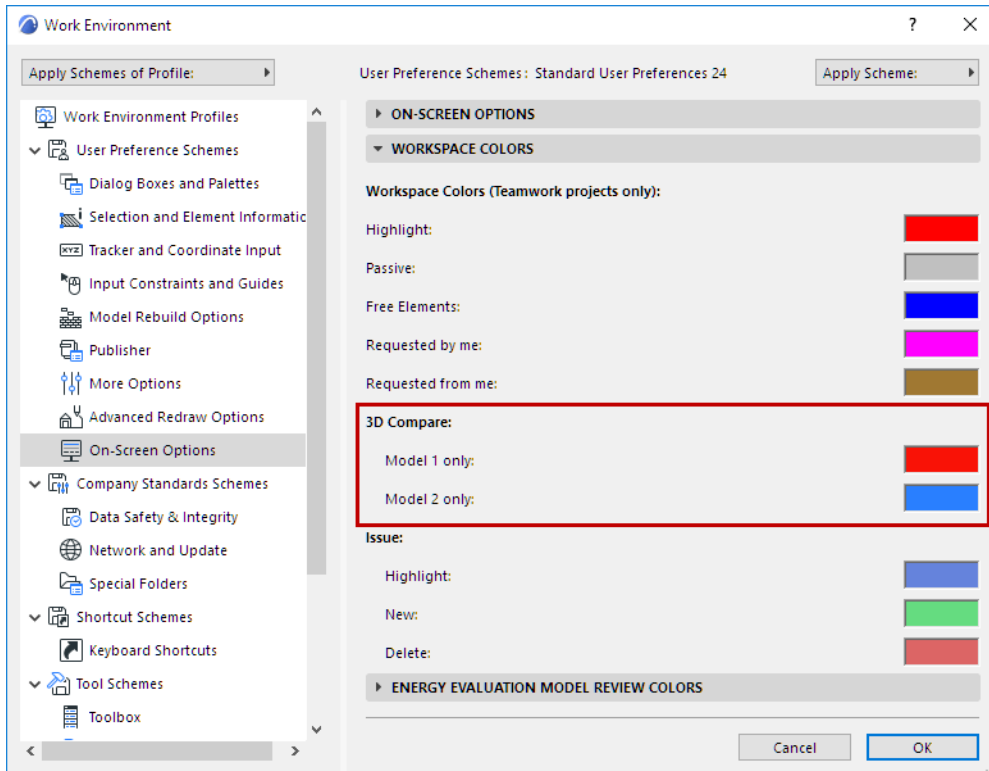 Work Environment
?
Apply Schemes of Profile:
User Preference Schemes: Standard User Preferences 24
Apply Scheme:
Work Environment Profiles
User Preference Schemes
Dialog Boxes and Palettes
Selection and Element Informatic
XYZ Tracker and Coordinate Input
Input Constraints and Guides
Model Rebuild Options
Publisher
More Options
Advanced Redraw Options
On-Screen Options
Company Standards Schemes
Data Safety & Integrity
Network and Update
Special Folders
Shortcut Schemes
Keyboard Shortcuts
Tool Schemes
Toolbox
ON-SCREEN OPTIONS
WORKSPACE COLORS
Workspace Colors (Teamwork projects only):
Highlight:
Passive:
Free Elements:
Requested by me:
Requested from me:
3D Compare:
Model 1 only:
Model 2 only:
Issue:
Highlight:
New:
Delete:
ENERGY EVALUATION MODEL REVIEW COLORS
Cancel
OK